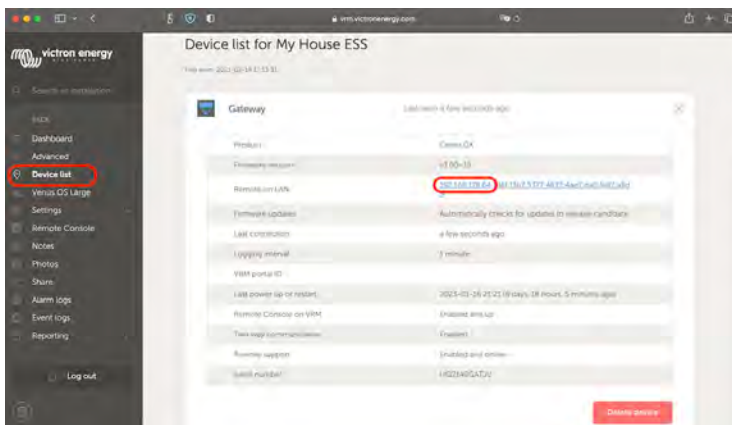 vrm.victronenergy.com
victron energy
Device list for My House ESS
Gateway
Last seen a few seconds ago
Product
Firmware version
Remote on LAN
Firmware updates
Automatically checks for updates to release candidate
Last connection
a few seconds ago
Logging interval
1 minute
VRM portal ID
Last power up or restart
Remote Console on VRM
Two way communication
Enabled
Remote support
Enabled and online
Serial number
Delete device
BACK
Dashboard
Advanced
Device list
Venus OS Large
Settings
Remote Console
Notes
Photos
Share
Alarm logs
Event logs
Reporting
Log out